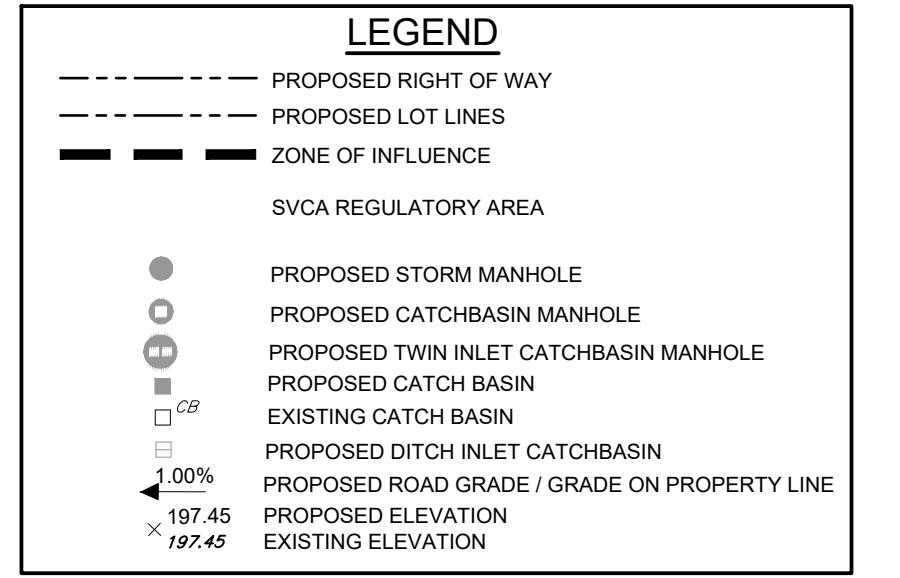 LEGEND
PROPOSED RIGHT OF WAY
PROPOSED LOT LINES
ZONE OF INFLUENCE
SVCA REGULATORY AREA
PROPOSED STORM MANHOLE
PROPOSED CATCHBASIN MANHOLE
PROPOSED TWIN INLET CATCHBASIN MANHOLE
PROPOSED CATCH BASIN
CB EXISTING CATCH BASIN
PROPOSED DITCH INLET CATCHBASIN
1.00% PROPOSED ROAD GRADE / GRADE ON PROPERTY LINE
197.45 PROPOSED ELEVATION
197.45 EXISTING ELEVATION